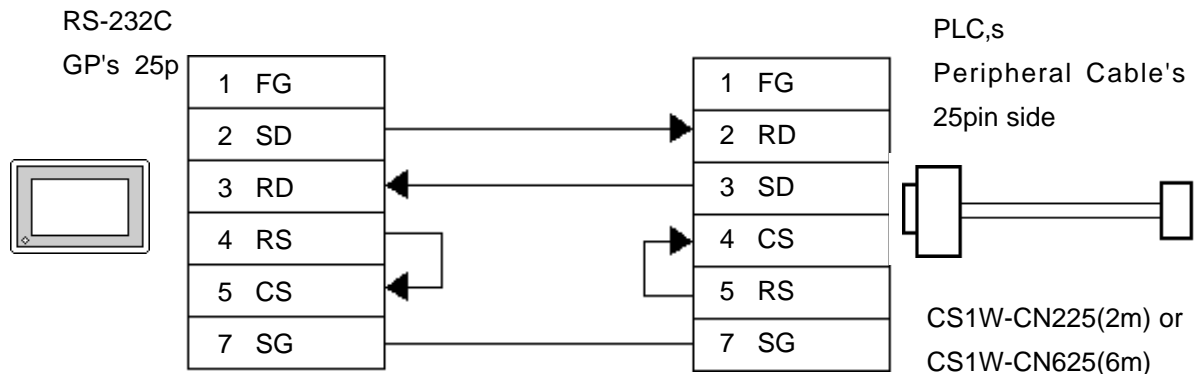 RS-232C
GP's 25p
1 FG
2 SD
3 RD
4 RS
5 CS
7 SG
1 FG
2 RD
3 SD
4 CS
5 RS
7 SG
PLC,s
Peripheral Cable's
25pin side
CS1W-CN225(2m) or
CS1W-CN625(6m)